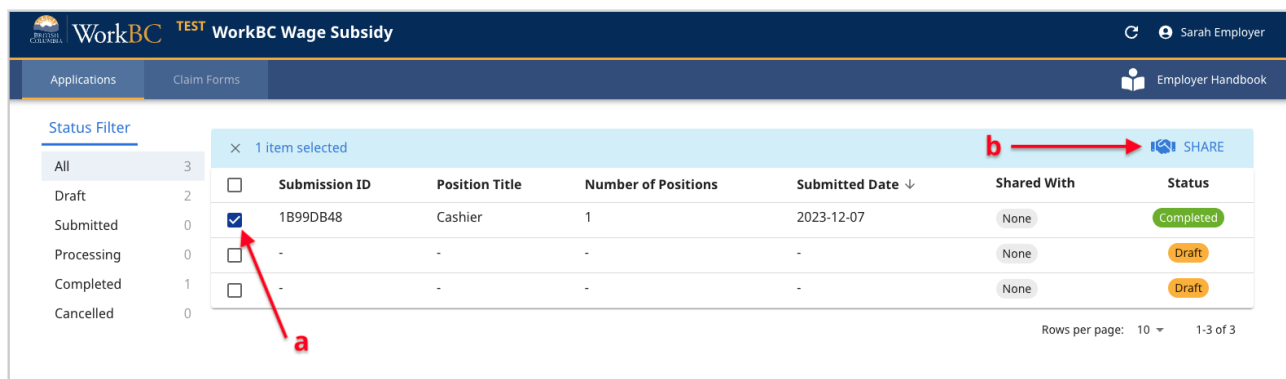 BRITISH COLUMBIA WorkBC TEST WorkBC Wage Subsidy Sarah Employer
Applications Claim Forms Employer Handbook
Status Filter
All 3
Draft 2
Submitted 0
Processing 0
Completed 1
Cancelled 0
× 1 item selected b SHARE
Submission ID Position Title Number of Positions Submitted Date ↓ Shared With Status
1B99DB48 Cashier 1 2023-12-07 None Completed
- - - - None Draft
- - - - None Draft
a
Rows per page: 10 1-3 of 3